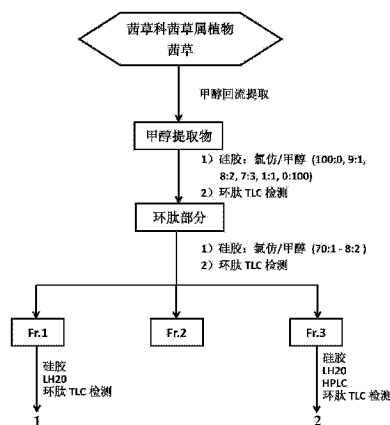 茜草科茜草属植物
茜草
甲醇回流提取
甲醇提取物
1）硅胶：氯仿/甲醇 (100:0, 9:1,
8:2, 7:3, 1:1, 0:100)
2）环肽 TLC 检测
环肽部分
1）硅胶：氯仿/甲醇 (70:1 - 8:2 )
2）环肽 TLC 检测
Fr.1
Fr.2
Fr.3
硅胶
LH20
环肽 TLC 检测
1
硅胶
LH20
HPLC
环肽 TLC 检测
2